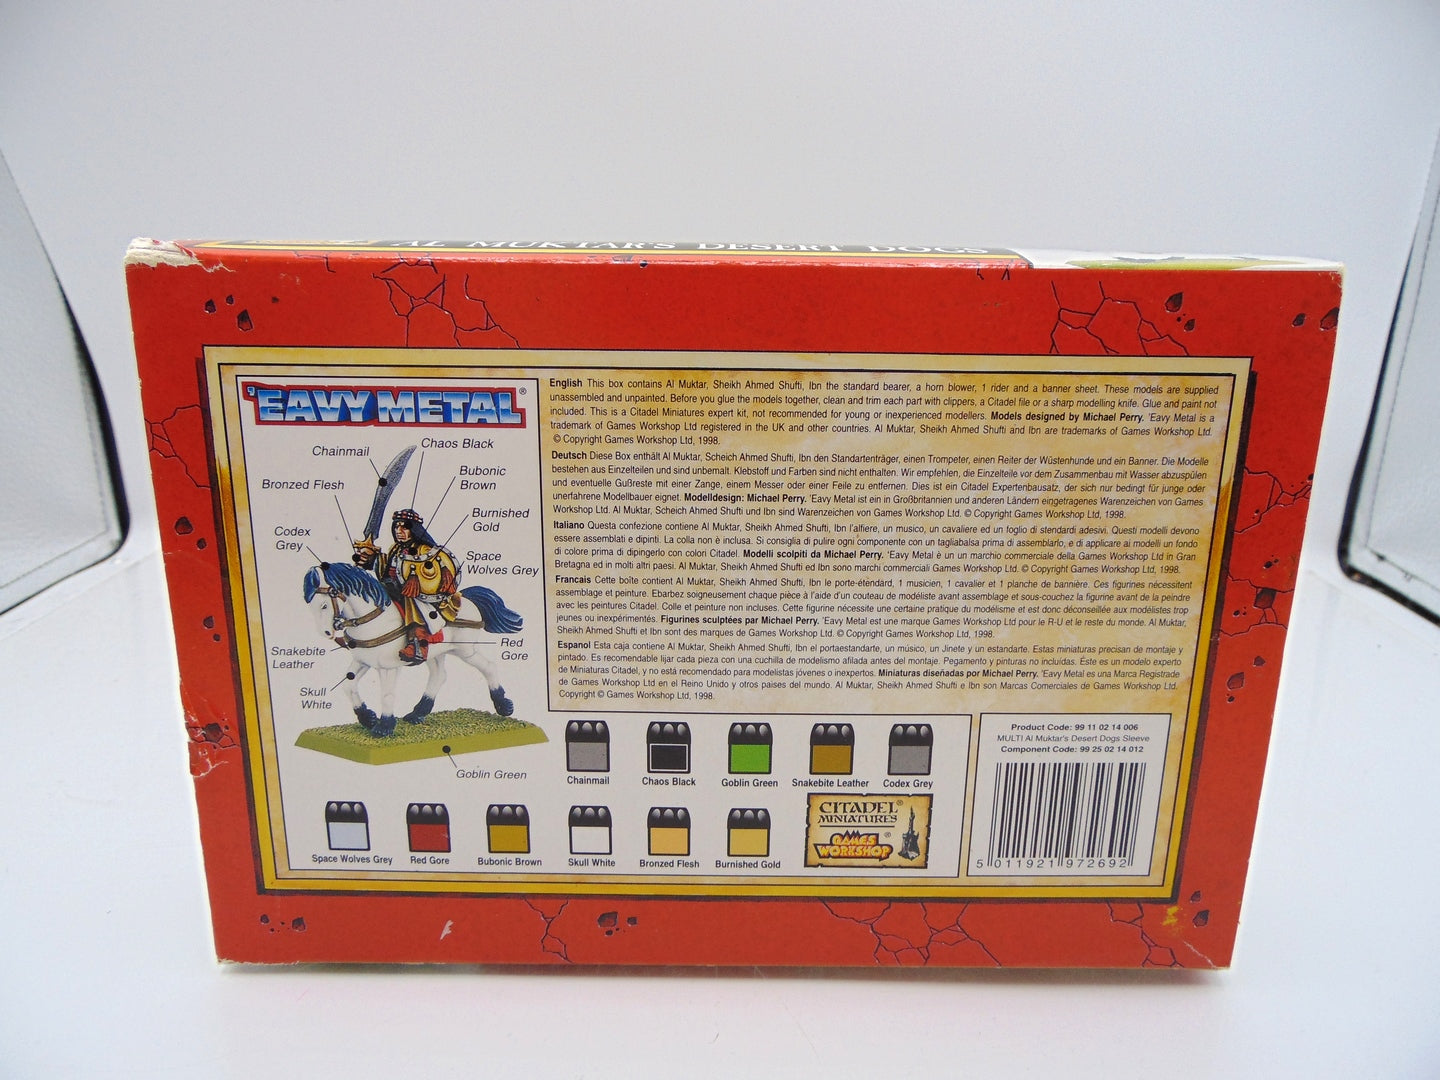 AL MUKTAR'S DESERT DOGS
'EAVY METAL®
Chainmail
Chaos Black
Bronzed Flesh
Bubonic
Brown
Burnished
Gold
Codex
Grey
Space
Wolves Grey
Snakebite
Leather
Red
Gore
Skull
White
Goblin Green
English This box contains Al Muktar, Sheikh Ahmed Shufti, Ibn the standard bearer, a horn blower, 1 rider and a banner sheet. These models are supplied
unassembled and unpainted. Before you glue the models together, clean and trim each part with clippers, a Citadel file or a sharp modelling knife. Glue and paint not
included. This is a Citadel Miniatures expert kit, not recommended for young or inexperienced modellers. Models designed by Michael Perry. 'Eavy Metal is a
trademark of Games Workshop Ltd registered in the UK and other countries. Al Muktar, Sheikh Ahmed Shufti and Ibn are trademarks of Games Workshop Ltd.
© Copyright Games Workshop Ltd, 1998.
Deutsch Diese Box enthält Al Muktar, Scheich Ahmed Shufti, Ibn den Standartenträger, einen Trompeter, einen Reiter der Wüstenhunde und ein Banner. Die Modelle
bestehen aus Einzelteilen und sind unbemalt. Klebstoff und Farben sind nicht enthalten. Wir empfehlen, die Einzelteile vor dem Zusammenbau mit Wasser abzuspülen
und eventuelle Gußreste mit einer Zange, einem Messer oder einer Feile zu entfernen. Dies ist ein Citadel Expertenbausatz, der sich nur bedingt für junge oder
unerfahrene Modellbauer eignet. Modelldesign: Michael Perry. 'Eavy Metal ist ein in Großbritannien und anderen Ländern eingetragenes Warenzeichen von Games
Workshop Ltd. Al Muktar, Scheich Ahmed Shufti und Ibn sind Warenzeichen von Games Workshop Ltd. © Copyright Games Workshop Ltd, 1998.
Italiano Questa confezione contiene Al Muktar, Sheikh Ahmed Shufti, Ibn l'alfiere, un musico, un cavaliere ed un foglio di stendardi adesivi. Questi modelli devono
essere assemblati e dipinti. La colla non è inclusa. Si consiglia di pulire ogni componente con un tagliabalsa prima di assemblarlo, e di applicare ai modelli un fondo
di colore prima di dipingerlo con colori Citadel. Modelli scolpiti da Michael Perry. 'Eavy Metal è un un marchio commerciale della Games Workshop Ltd in Gran
Bretagna ed in molti altri paesi. Al Muktar, Sheikh Ahmed Shufti ed Ibn sono marchi commerciali Games Workshop Ltd. © Copyright Games Workshop Ltd, 1998.
Francais Cette boîte contient Al Muktar, Sheikh Ahmed Shufti, Ibn le porte-éténdard, 1 musicien, 1 cavalier et 1 planche de bannière. Ces figurines nécessitent
assemblage et peinture. Ebarbez soigneusement chaque pièce à l'aide d'un couteau de modéliste avant assemblage et sous-couchez la figurine avant de la peindre
avec les peintures Citadel. Colle et peinture non incluses. Cette figurine nécessite une certaine pratique du modélisme et est donc déconseillée aux modélistes trop
jeunes ou inexpérimentés. Figurines sculptées par Michael Perry. 'Eavy Metal est une marque Games Workshop Ltd pour le R-U et le reste du monde. Al Muktar,
Sheikh Ahmed Shufti et Ibn sont des marques de Games Workshop Ltd. © Copyright Games Workshop Ltd, 1998.
Espanol Esta caja contiene Al Muktar, Sheikh Ahmed Shufti, Ibn el portaestandarte, un músico, un Jinete y un estandarte. Estas miniaturas precisan de montaje y
pintado. Es recomendable lijar cada pieza con una cuchilla de modelismo afilada antes del montaje. Pegamento y pinturas no incluídas. Éste es un modelo experto
de Miniaturas Citadel, y no está recomendado para modelistas jóvenes o inexpertos. Miniaturas diseñadas por Michael Perry. 'Eavy Metal es una Marca Registrade
de Games Workshop Ltd en el Reino Unido y otros paises del mundo. Al Muktar, Sheikh Ahmed Shufti e Ibn son Marcas Comerciales de Games Workshop Ltd.
Copyright © Games Workshop Ltd, 1998.
Chainmail
Chaos Black
Goblin Green
Snakebite Leather
Codex Grey
Space Wolves Grey
Red Gore
Bubonic Brown
Skull White
Bronzed Flesh
Burnished Gold
CITADEL®
MINIATURES
GAMES ®
WORKSHOP
Product Code: 99 11 02 14 006
MULTI Al Muktar's Desert Dogs Sleeve
Component Code: 99 25 02 14 012
5 011921 972692